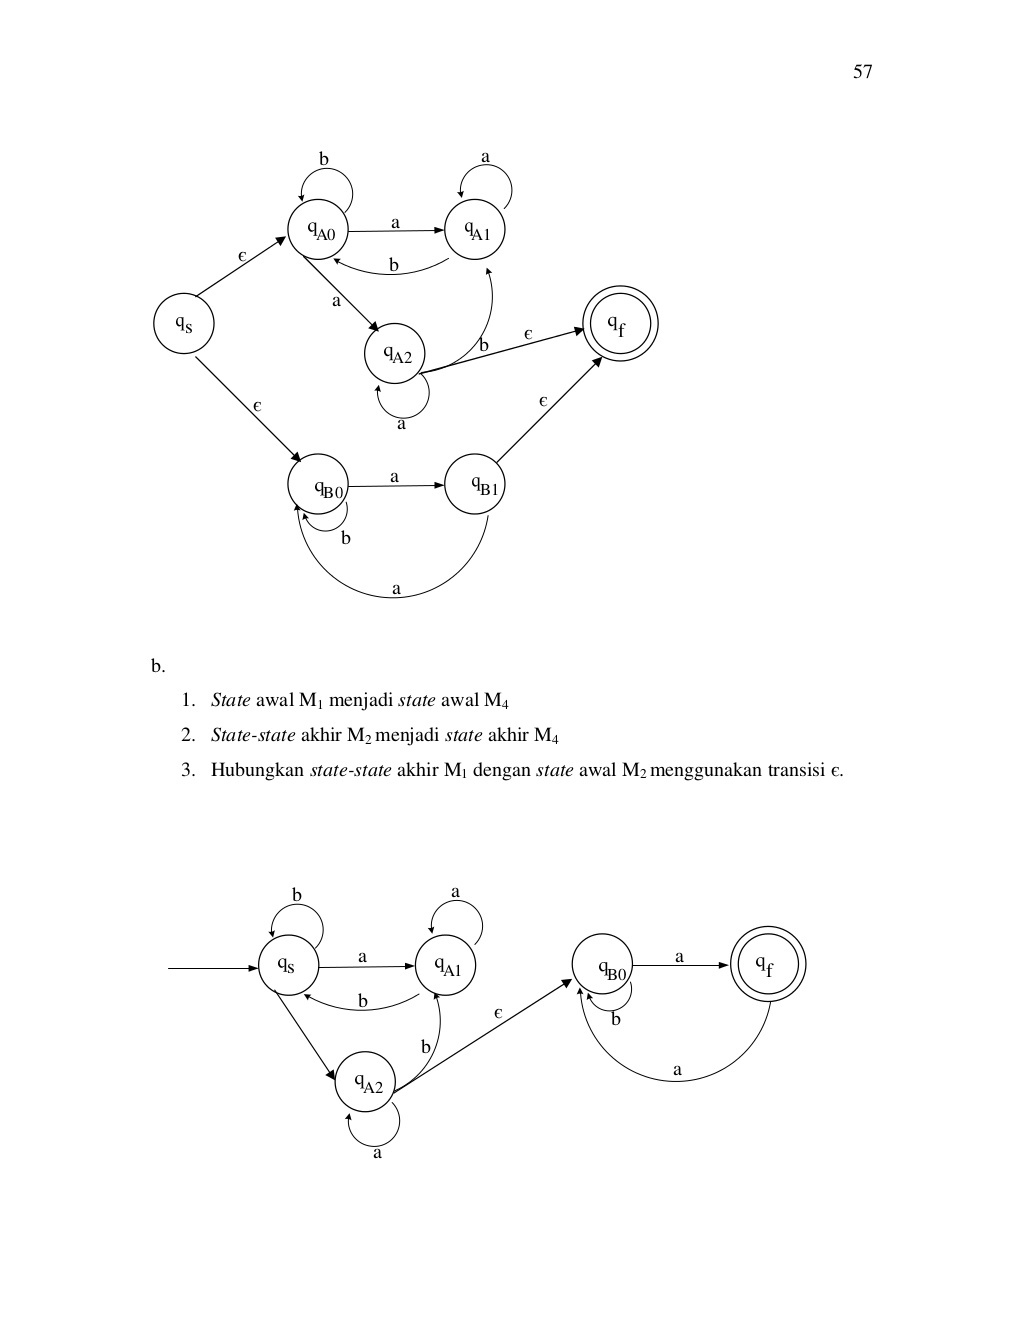 57
b a
qA0 a qA1
ϵ b
a
qs qf
ϵ
qA2 b
ϵ a ϵ
qB0 a qB1
b
a
b.
1. State awal M1 menjadi state awal M4
2. State-state akhir M2 menjadi state akhir M4
3. Hubungkan state-state akhir M1 dengan state awal M2 menggunakan transisi ϵ.
b a
qs a qA1 qB0 a qf
b ϵ b
b a
qA2
a